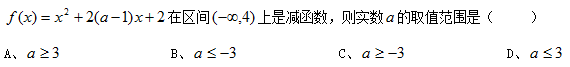 f(x)=x²+2(a−1)x+2在区间(−∞,4)上是减函数，则实数a的取值范围是（　　）
A、a≥3　　B、a≤−3　　C、a≥−3　　D、a≤3